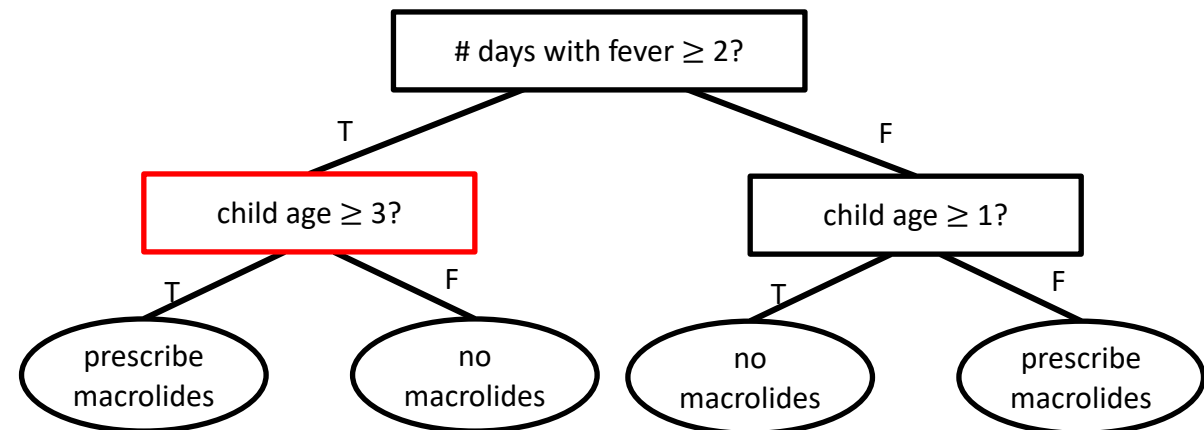 # days with fever ≥ 2?
T
F
child age ≥ 3?
child age ≥ 1?
T
F
T
F
prescribe
macrolides
no
macrolides
no
macrolides
prescribe
macrolides